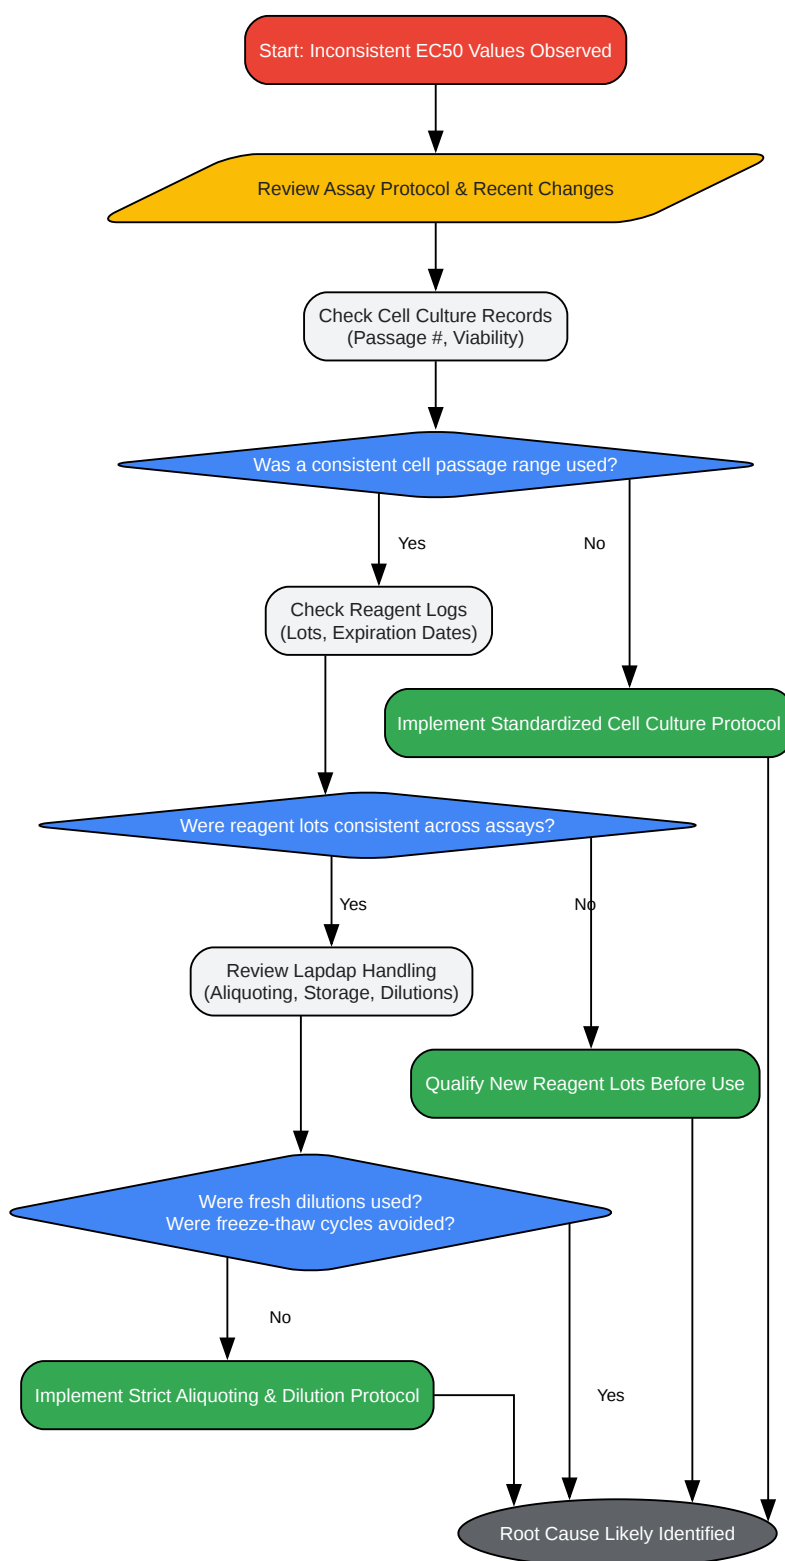 Start: Inconsistent EC50 Values Observed
Review Assay Protocol & Recent Changes
Check Cell Culture Records
(Passage #, Viability)
Was a consistent cell passage range used?
Yes
No
Check Reagent Logs
(Lots, Expiration Dates)
Implement Standardized Cell Culture Protocol
Were reagent lots consistent across assays?
Yes
No
Review Lapdap Handling
(Aliquoting, Storage, Dilutions)
Qualify New Reagent Lots Before Use
Were fresh dilutions used?
Were freeze-thaw cycles avoided?
No
Implement Strict Aliquoting & Dilution Protocol
Yes
Root Cause Likely Identified